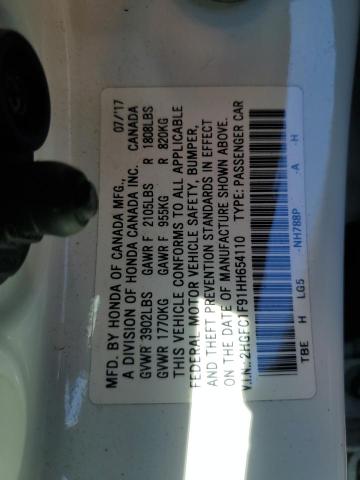 MFD. BY HONDA OF CANADA MFG., 07/'17
A DIVISION OF HONDA CANADA INC. CANADA
GVWR 3902LBS GAWR F 2105LBS R 1808LBS
GVWR 1770KG GAWR F 955KG R 820KG
THIS VEHICLE CONFORMS TO ALL APPLICABLE
FEDERAL MOTOR VEHICLE SAFETY, BUMPER,
AND THEFT PREVENTION STANDARDS IN EFFECT
ON THE DATE OF MANUFACTURE SHOWN ABOVE.
V.I.N.: 2HGFC1F91HH654110 TYPE: PASSENGER CAR
TBE H LG5 -NH788P -A H